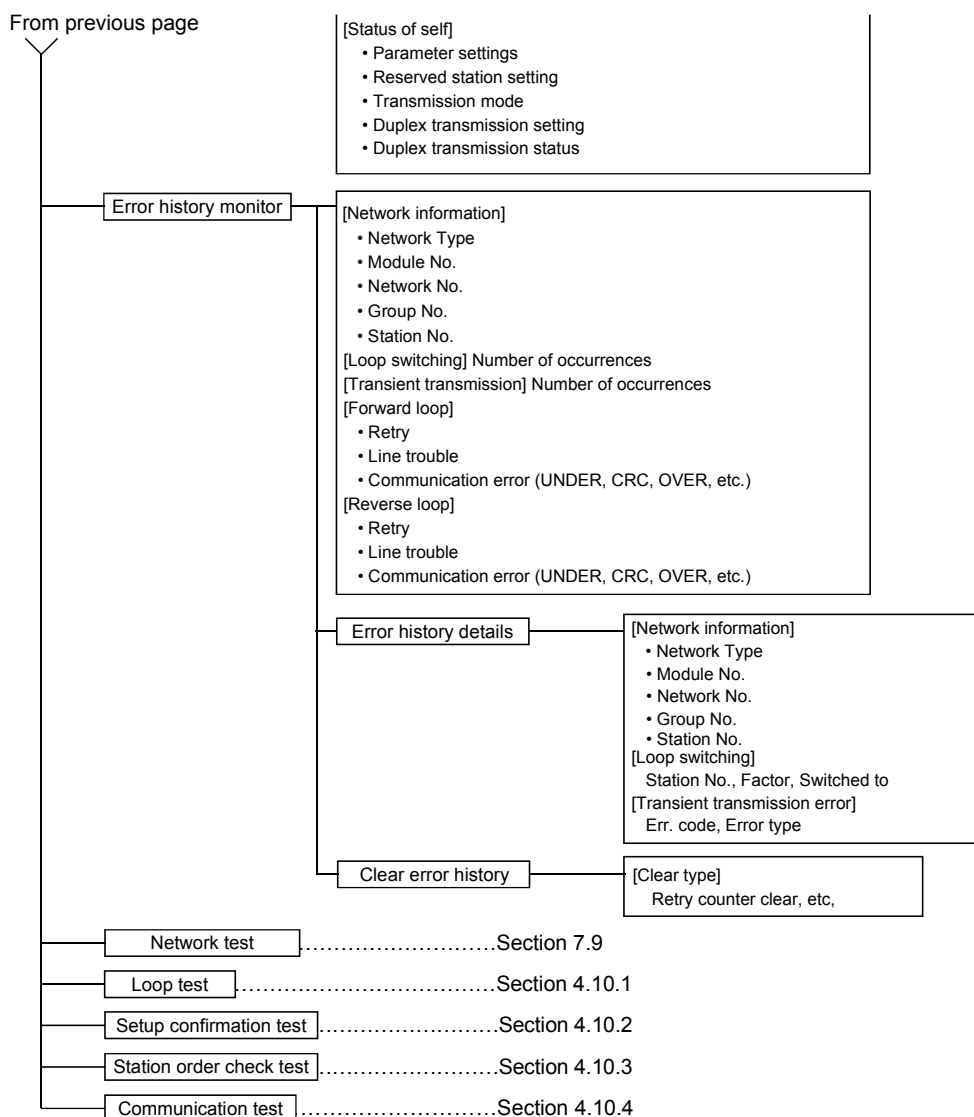 From previous page
[Status of self]
• Parameter settings
• Reserved station setting
• Transmission mode
• Duplex transmission setting
• Duplex transmission status
Error history monitor
[Network information]
• Network Type
• Module No.
• Network No.
• Group No.
• Station No.
[Loop switching] Number of occurrences
[Transient transmission] Number of occurrences
[Forward loop]
• Retry
• Line trouble
• Communication error (UNDER, CRC, OVER, etc.)
[Reverse loop]
• Retry
• Line trouble
• Communication error (UNDER, CRC, OVER, etc.)
Error history details
[Network information]
• Network Type
• Module No.
• Network No.
• Group No.
• Station No.
[Loop switching]
Station No., Factor, Switched to
[Transient transmission error]
Err. code, Error type
Clear error history
[Clear type]
Retry counter clear, etc,
Network test ............................Section 7.9
Loop test .....................................Section 4.10.1
Setup confirmation test .........................Section 4.10.2
Station order check test .........................Section 4.10.3
Communication test ............................Section 4.10.4